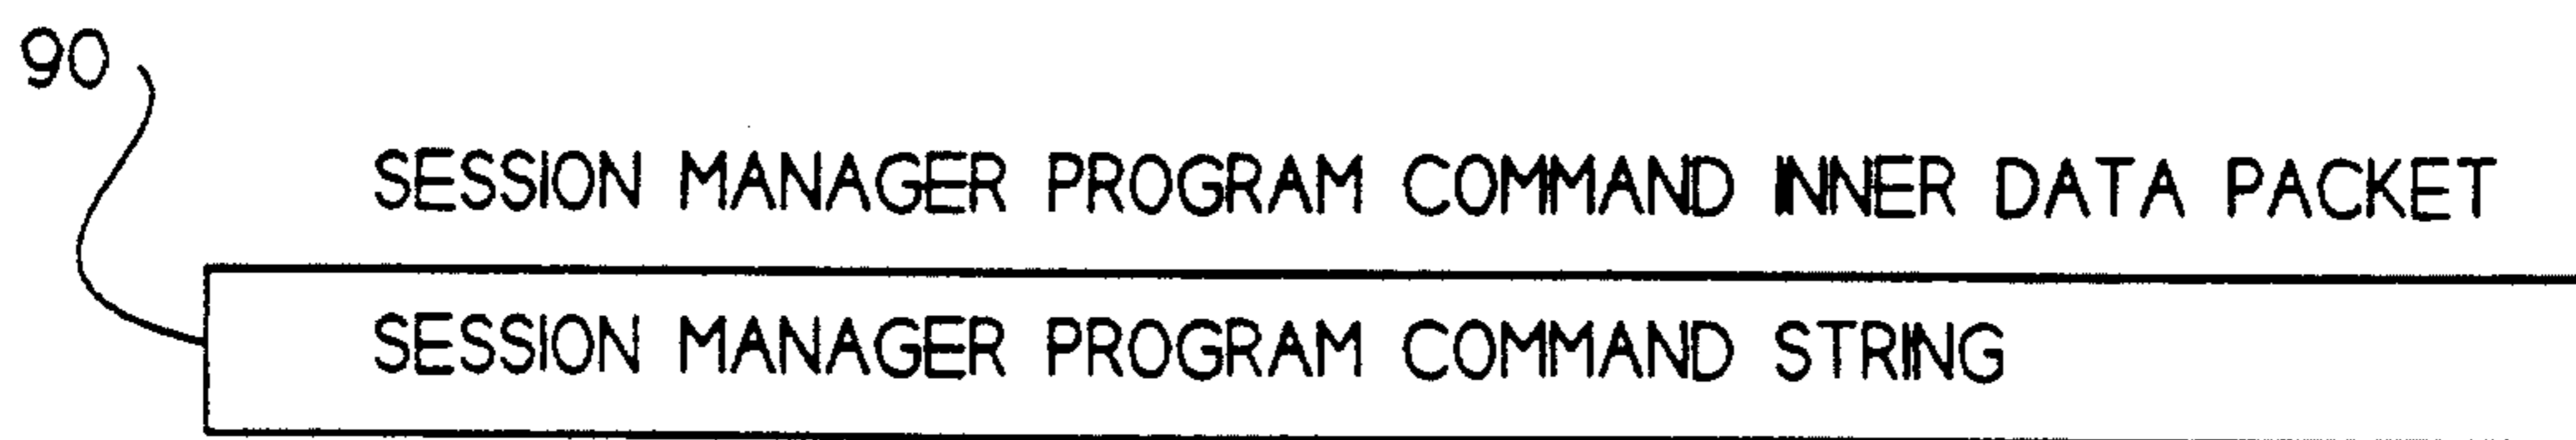 90
SESSION MANAGER PROGRAM COMMAND INNER DATA PACKET
SESSION MANAGER PROGRAM COMMAND STRING